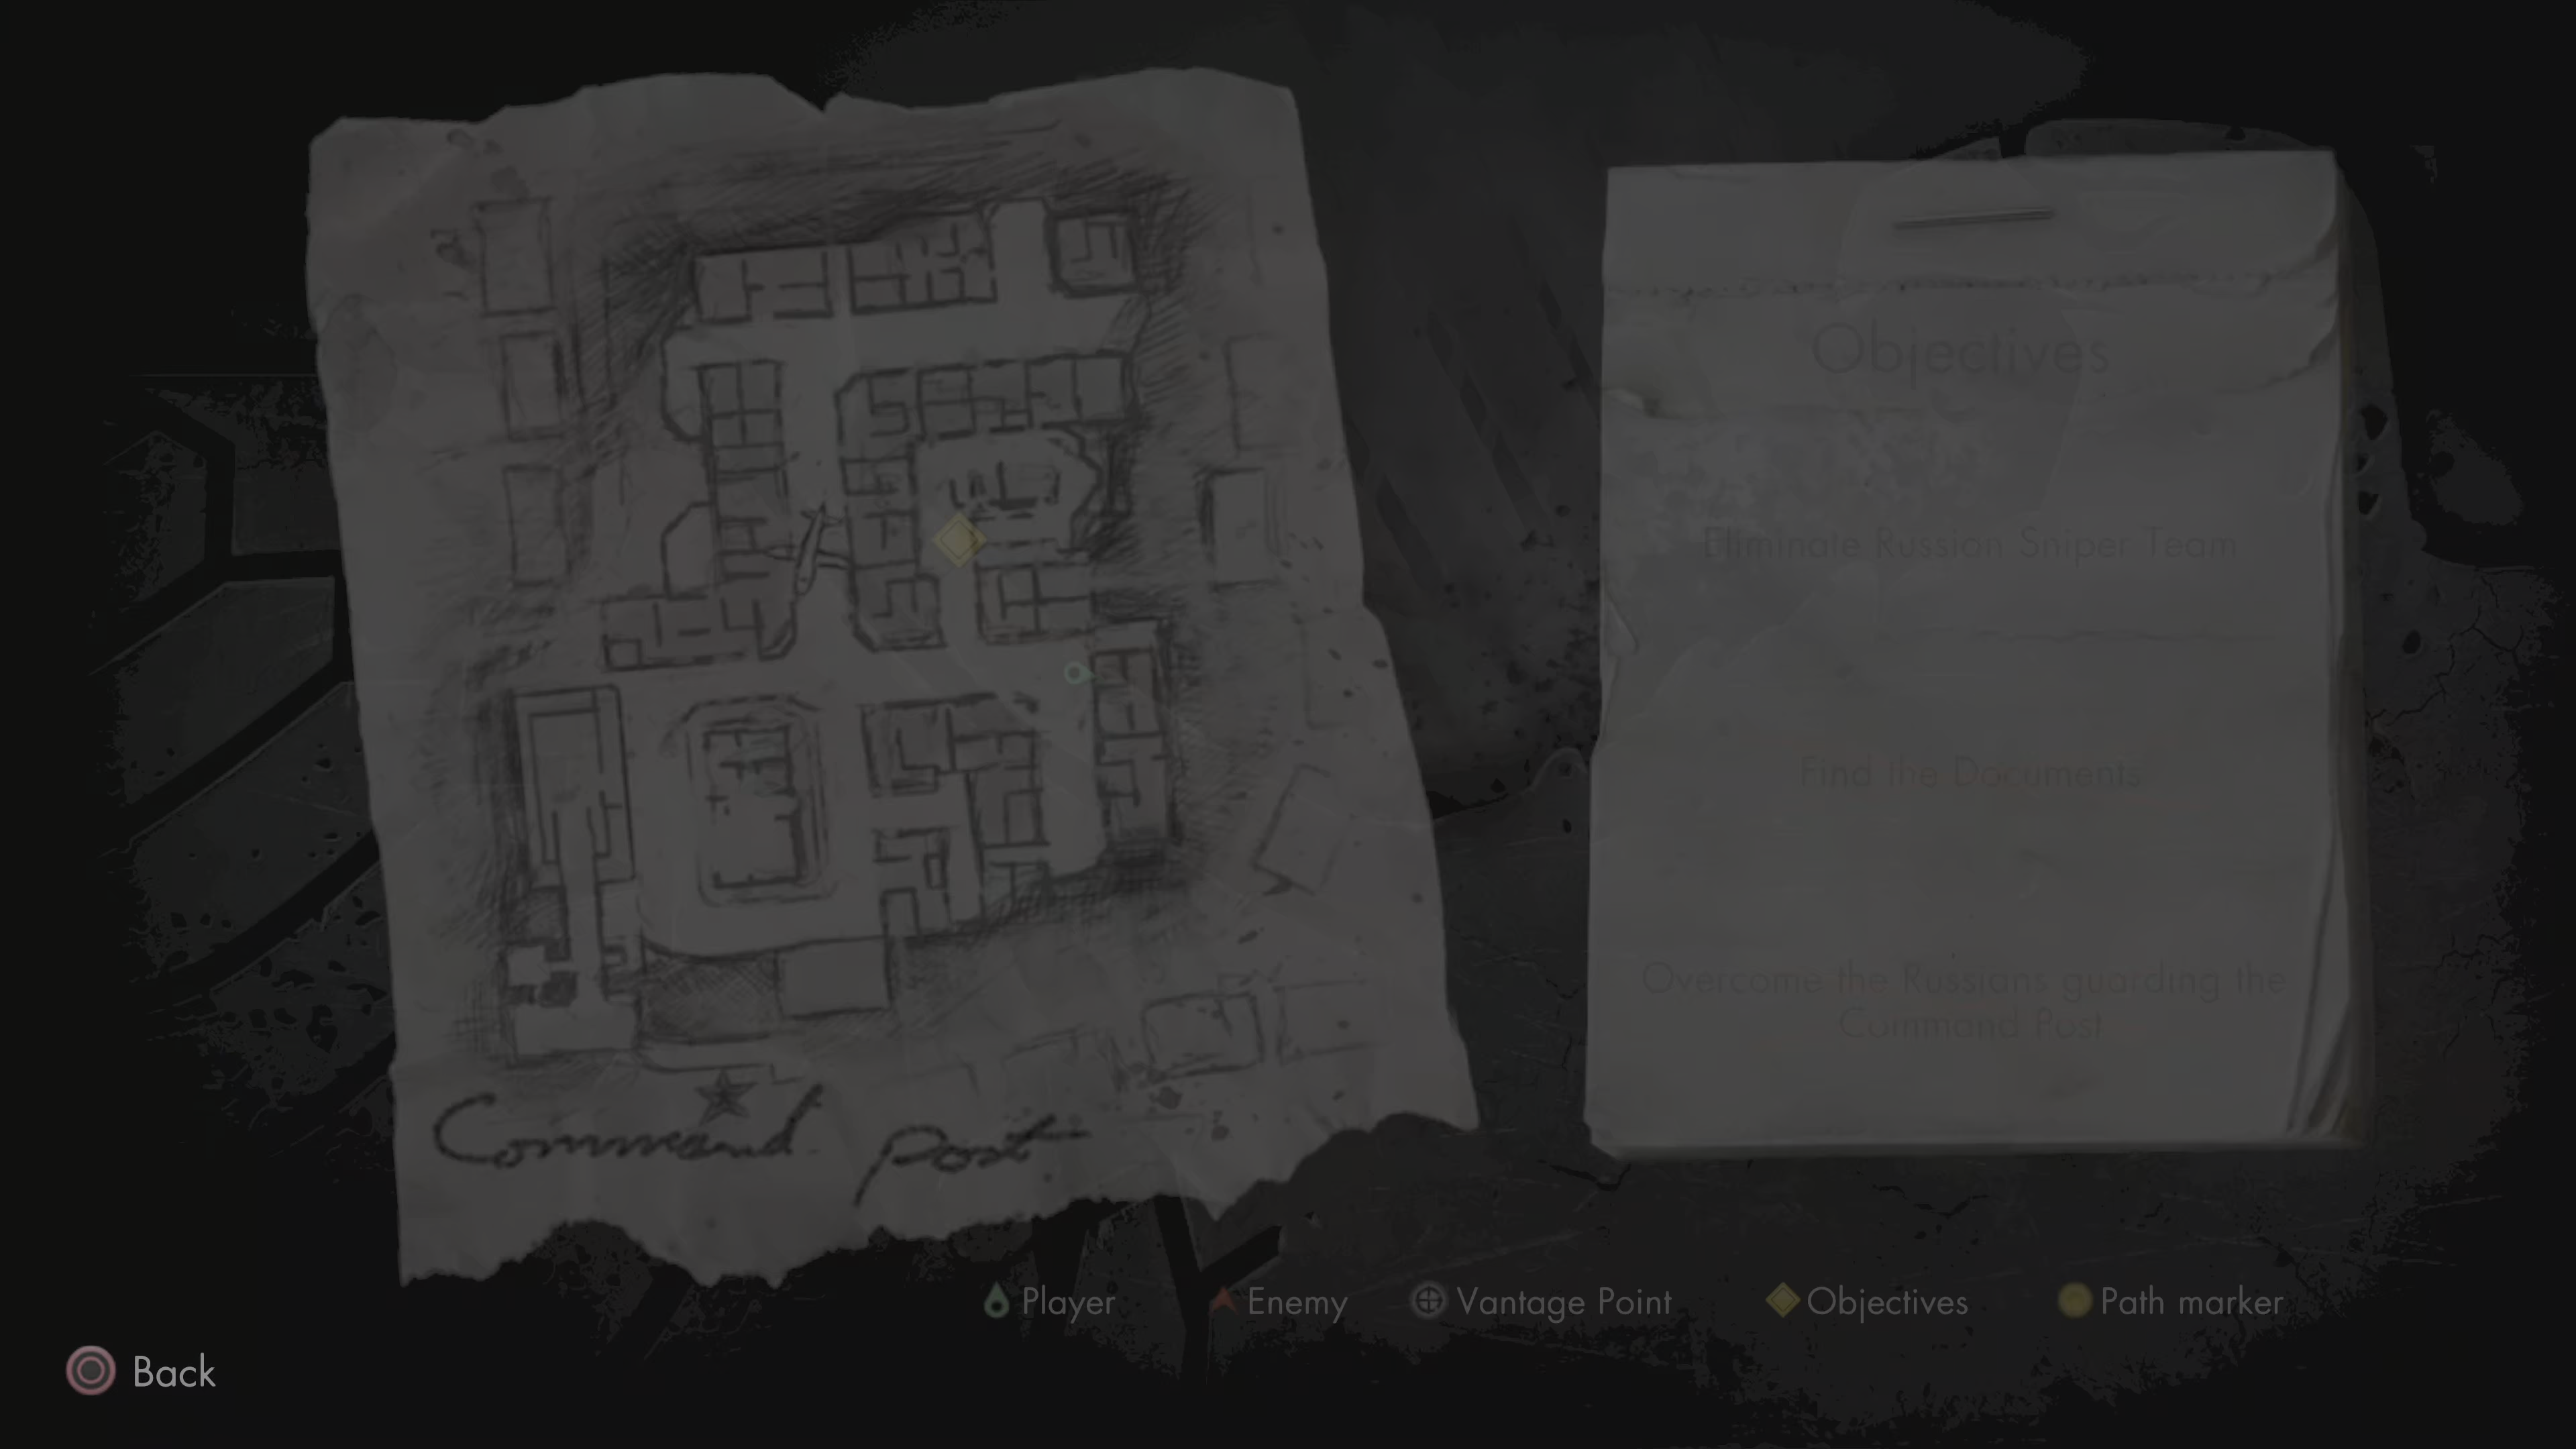 Objectives
Eliminate Russian Sniper Team
Find the Documents
Overcome the Russians guarding the
Command Post
Command Post
Player
Enemy
Vantage Point
Objectives
Path marker
Back